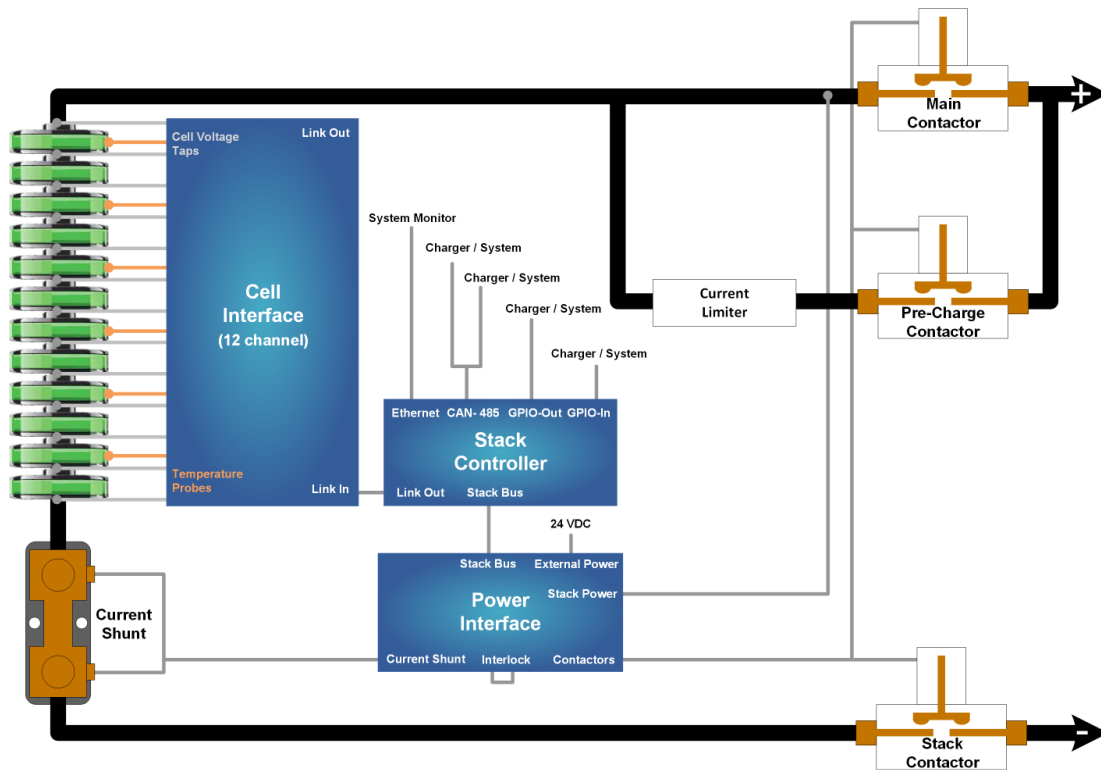 +
Main
Contactor
Cell Voltage
Taps
Link Out
System Monitor
Charger / System
Charger / System
Charger / System
Charger / System
Cell
Interface
(12 channel)
Current
Limiter
Pre-Charge
Contactor
Ethernet CAN- 485 GPIO-Out GPIO-In
Stack
Controller
Temperature
Probes
Link In
Link Out
Stack Bus
24 VDC
Stack Bus
External Power
Stack Power
Power
Interface
Current
Shunt
Current Shunt
Interlock
Contactors
-
Stack
Contactor